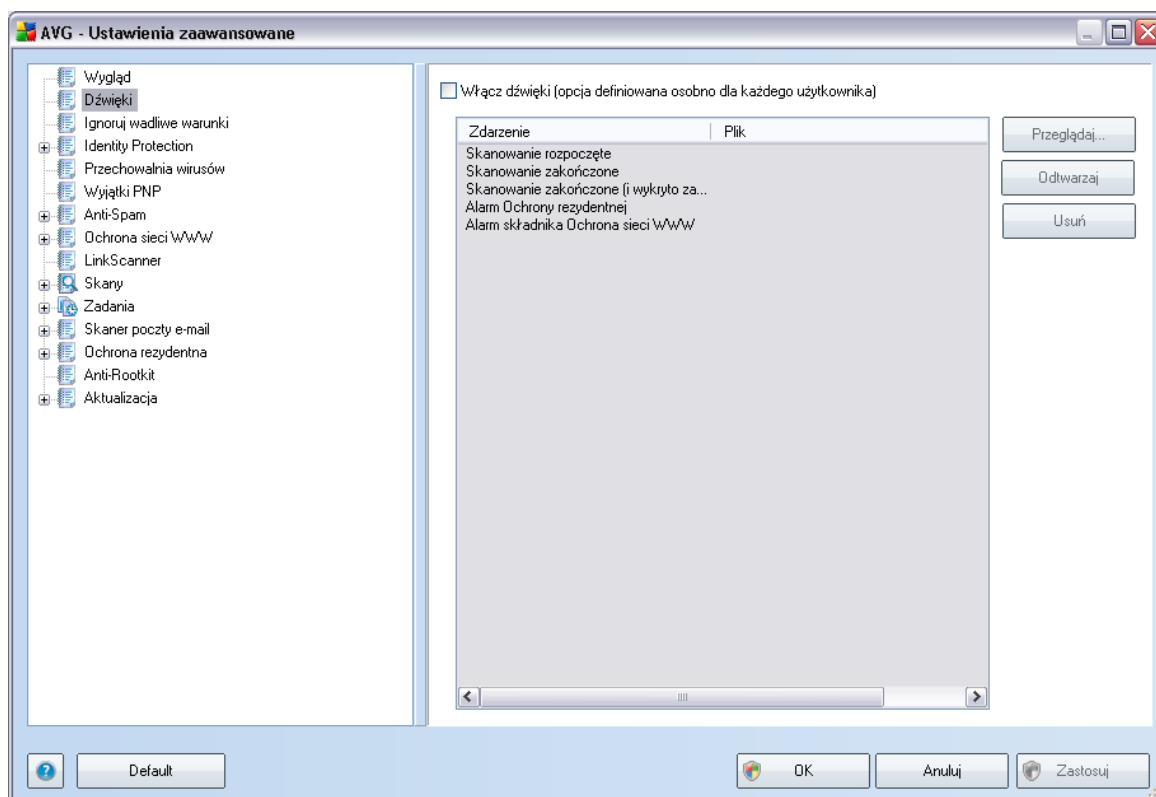 AVG - Ustawienia zaawansowane
Wygląd
Dźwięki
Ignoruj wadliwe warunki
Identity Protection
Przechowalnia wirusów
Wyjątki PNP
Anti-Spam
Ochrona sieci WWW
LinkScanner
Skany
Zadania
Skaner poczty e-mail
Ochrona rezydentna
Anti-Rootkit
Aktualizacja
Włącz dźwięki (opcja definiowana osobno dla każdego użytkownika)
Zdarzenie Plik
Skanowanie rozpoczęte
Skanowanie zakończone
Skanowanie zakończone (i wykryto za...
Alarm Ochrony rezydentnej
Alarm składnika Ochrona sieci WWW
Przeglądaj...
Odtwarzaj
Usuń
Default
OK
Anuluj
Zastosuj